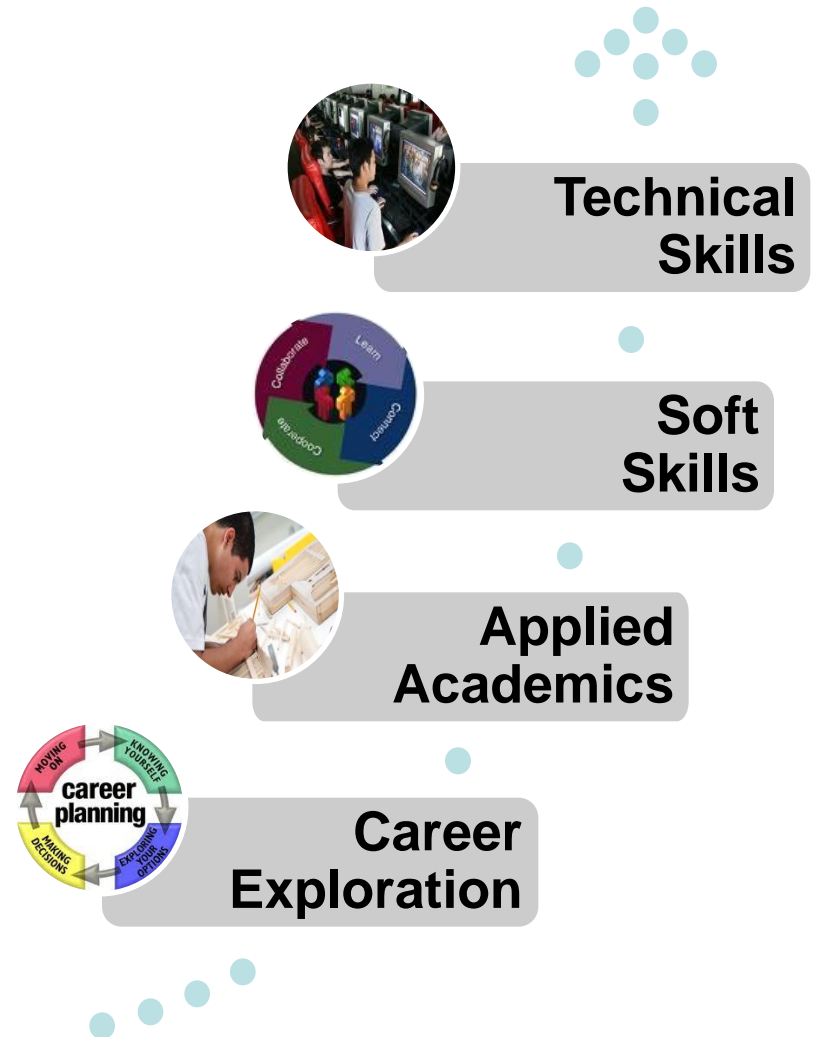 Technical
Skills
Collaborate
Learn
Connect
Cooperate
Soft
Skills
Applied
Academics
MOVING
ON
KNOWING
YOURSELF
career
planning
MAKING
DECISIONS
EXPLORING
YOUR
OPTIONS
Career
Exploration